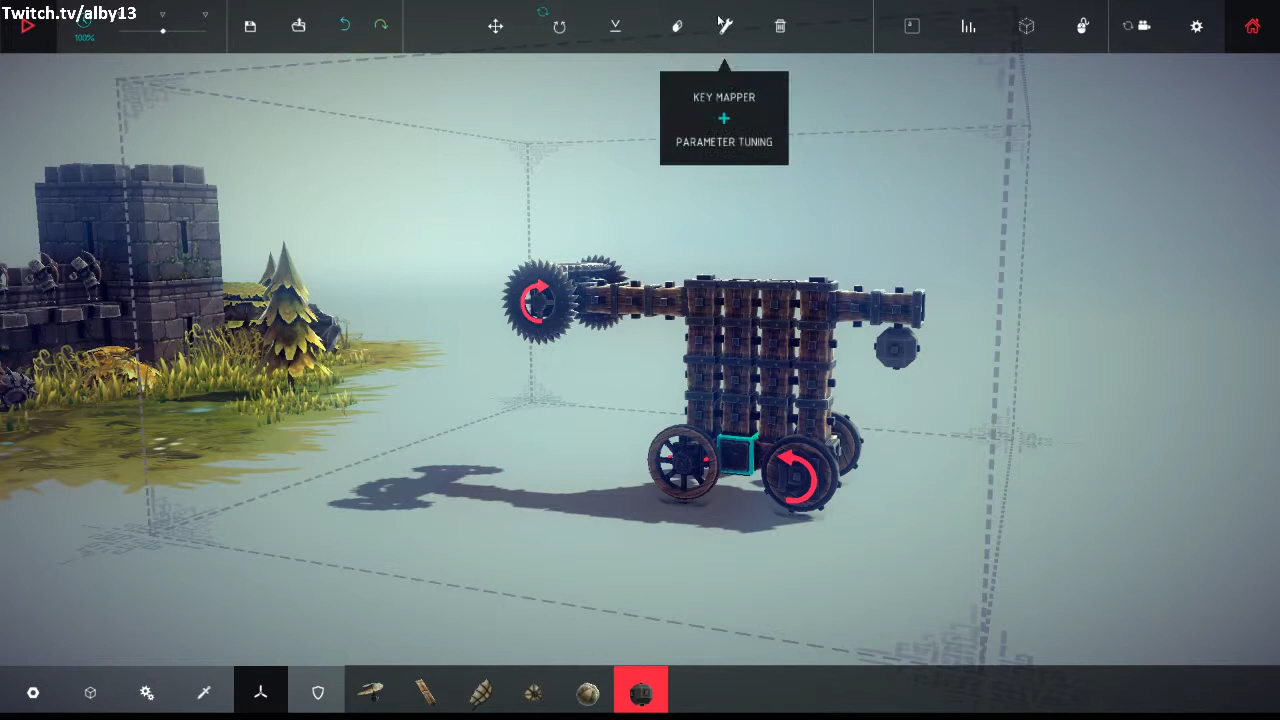 Twitch.tv/alby13
100%
KEY MAPPER
+
PARAMETER TUNING